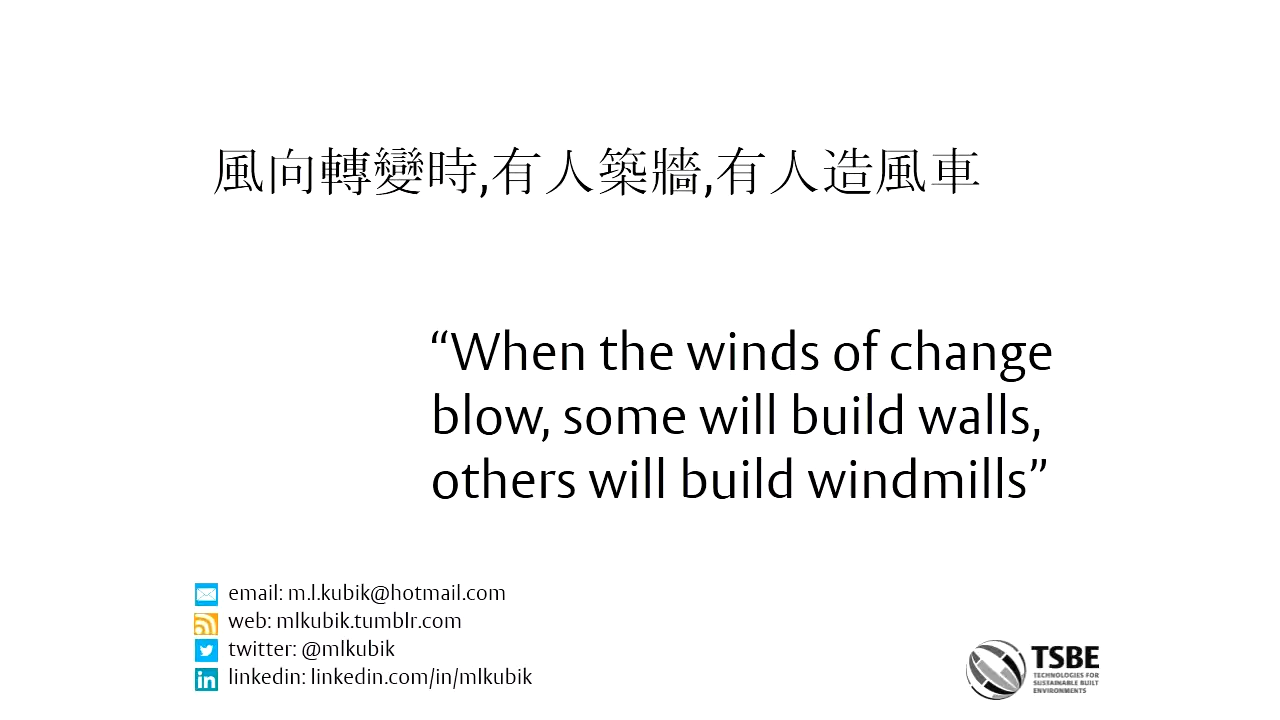 風向轉變時,有人築牆,有人造風車
“When the winds of change
blow, some will build walls,
others will build windmills”
email: m.l.kubik@hotmail.com
web: mlkubik.tumblr.com
twitter: @mlkubik
linkedin: linkedin.com/in/mlkubik
TSBE
TECHNOLOGIES FOR
SUSTAINABLE BUILT
ENVIRONMENTS